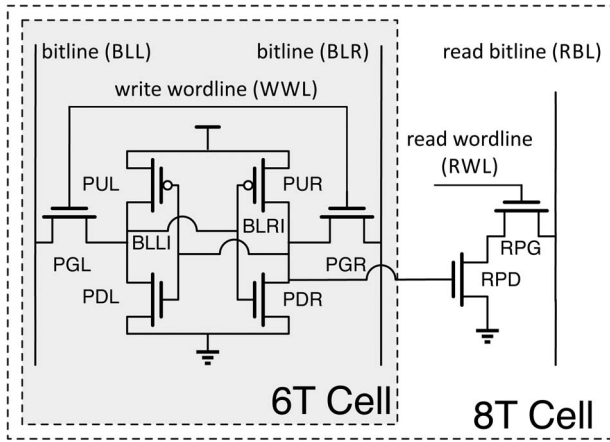 bitline (BLL)
bitline (BLR)
read bitline (RBL)
write wordline (WWL)
read wordline
(RWL)
PUL
PUR
BLLI
BLRI
PGL
PGR
RPG
RPD
PDL
PDR
6T Cell
8T Cell